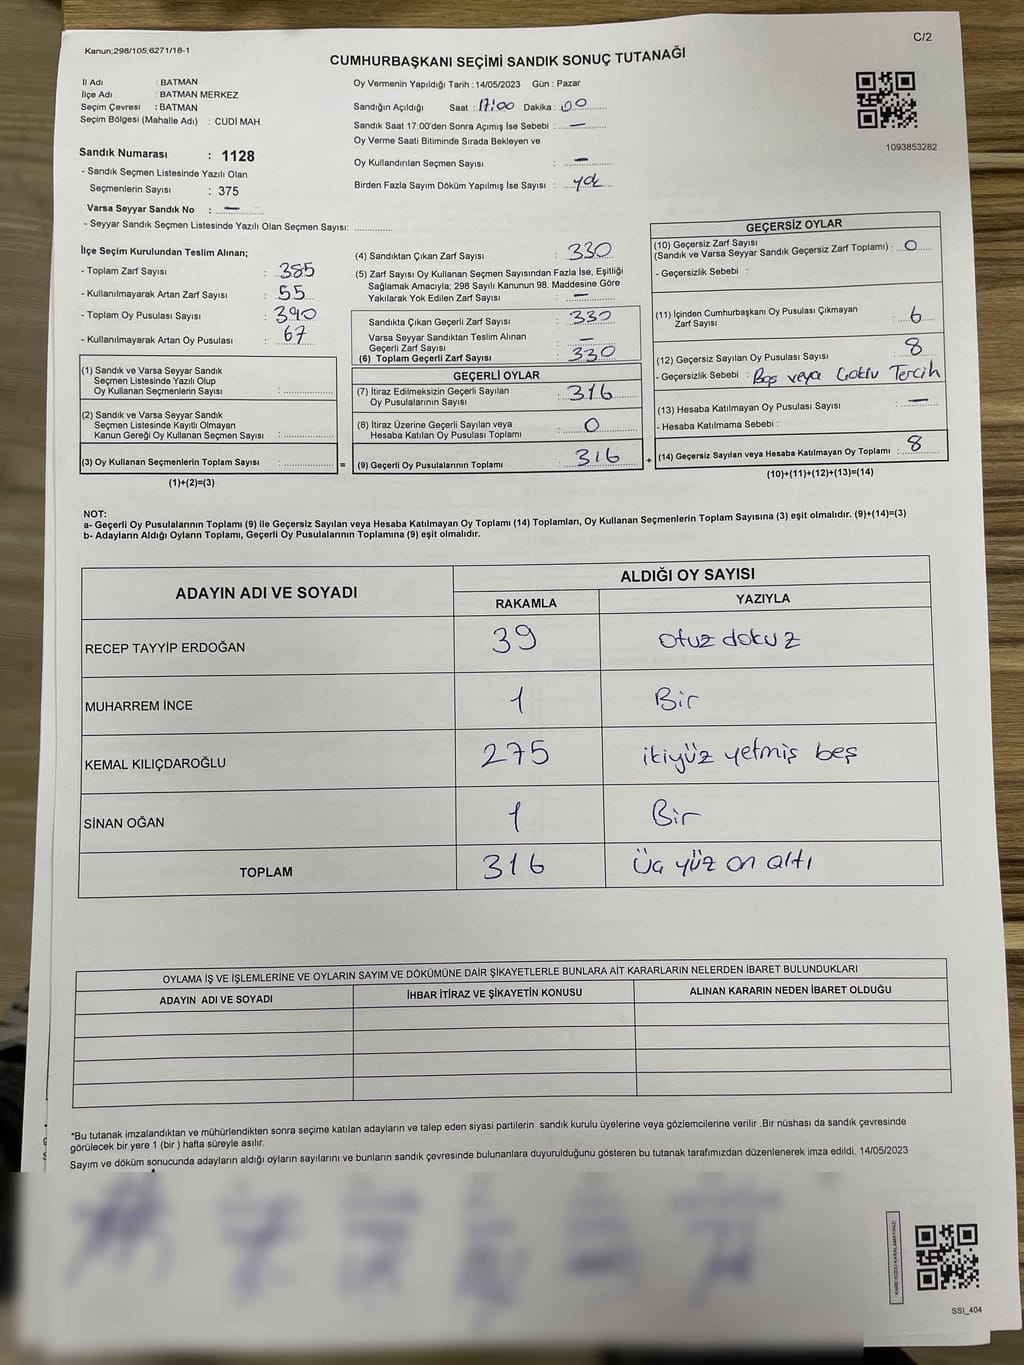 Kanun;298/105;6271/18-1
C/2
CUMHURBAŞKANI SEÇİMİ SANDIK SONUÇ TUTANAĞI
İl Adı : BATMAN
İlçe Adı : BATMAN MERKEZ
Seçim Çevresi : BATMAN
Seçim Bölgesi (Mahalle Adı) : CUDİ MAH.
Sandık Numarası : 1128
- Sandık Seçmen Listesinde Yazılı Olan
Seçmenlerin Sayısı : 375
Varsa Seyyar Sandık No : —
- Seyyar Sandık Seçmen Listesinde Yazılı Olan Seçmen Sayısı: ..............
Oy Vermenin Yapıldığı Tarih : 14/05/2023 Gün : Pazar
Sandığın Açıldığı Saat : 17:00 Dakika : 00
Sandık Saat 17:00'den Sonra Açımış İse Sebebi : —
Oy Verme Saati Bitiminde Sırada Bekleyen ve
Oy Kullandırılan Seçmen Sayısı : —
Birden Fazla Sayım Döküm Yapılmış İse Sayısı : yok
1093853282
İlçe Seçim Kurulundan Teslim Alınan;
- Toplam Zarf Sayısı : 385
- Kullanılmayarak Artan Zarf Sayısı : 55
- Toplam Oy Pusulası Sayısı : 390
- Kullanılmayarak Artan Oy Pusulası : 67
(1) Sandık ve Varsa Seyyar Sandık
Seçmen Listesinde Yazılı Olup
Oy Kullanan Seçmenlerin Sayısı : ..............
(2) Sandık ve Varsa Seyyar Sandık
Seçmen Listesinde Kayıtlı Olmayan
Kanun Gereği Oy Kullanan Seçmen Sayısı : ..............
(3) Oy Kullanan Seçmenlerin Toplam Sayısı : ..............
(1)+(2)=(3)
=
(4) Sandıktan Çıkan Zarf Sayısı : 330
(5) Zarf Sayısı Oy Kullanan Seçmen Sayısından Fazla İse, Eşitliği
Sağlamak Amacıyla; 298 Sayılı Kanunun 98. Maddesine Göre
Yakılarak Yok Edilen Zarf Sayısı : —
Sandıkta Çıkan Geçerli Zarf Sayısı : 330
Varsa Seyyar Sandıktan Teslim Alınan
Geçerli Zarf Sayısı : —
(6) Toplam Geçerli Zarf Sayısı : 330
GEÇERLİ OYLAR
(7) İtiraz Edilmeksizin Geçerli Sayılan
Oy Pusulalarının Sayısı : 316
(8) İtiraz Üzerine Geçerli Sayılan veya
Hesaba Katılan Oy Pusulası Toplamı : 0
(9) Geçerli Oy Pusulalarının Toplamı : 316
+
GEÇERSİZ OYLAR
(10) Geçersiz Zarf Sayısı
(Sandık ve Varsa Seyyar Sandık Geçersiz Zarf Toplamı) : 0
- Geçersizlik Sebebi :
(11) İçinden Cumhurbaşkanı Oy Pusulası Çıkmayan
Zarf Sayısı : 6
(12) Geçersiz Sayılan Oy Pusulası Sayısı : 8
- Geçersizlik Sebebi : Boş veya Çoklu Tercih
(13) Hesaba Katılmayan Oy Pusulası Sayısı : —
- Hesaba Katılmama Sebebi :
(14) Geçersiz Sayılan veya Hesaba Katılmayan Oy Toplamı : 8
(10)+(11)+(12)+(13)=(14)
NOT:
a- Geçerli Oy Pusulalarının Toplamı (9) ile Geçersiz Sayılan veya Hesaba Katılmayan Oy Toplamı (14) Toplamları, Oy Kullanan Seçmenlerin Toplam Sayısına (3) eşit olmalıdır. (9)+(14)=(3)
b- Adayların Aldığı Oyların Toplamı, Geçerli Oy Pusulalarının Toplamına (9) eşit olmalıdır.
ADAYIN ADI VE SOYADI ALDIĞI OY SAYISI
RAKAMLA YAZIYLA
RECEP TAYYİP ERDOĞAN 39 otuz dokuz
MUHARREM İNCE 1 Bir
KEMAL KILIÇDAROĞLU 275 ikiyüz yetmiş beş
SİNAN OĞAN 1 Bir
TOPLAM 316 Üç yüz on altı
OYLAMA İŞ VE İŞLEMLERİNE VE OYLARIN SAYIM VE DÖKÜMÜNE DAİR ŞİKAYETLERLE BUNLARA AİT KARARLARIN NELERDEN İBARET BULUNDUKLARI
ADAYIN ADI VE SOYADI İHBAR İTİRAZ VE ŞİKAYETİN KONUSU ALINAN KARARIN NEDEN İBARET OLDUĞU
*Bu tutanak imzalandıktan ve mühürlendikten sonra seçime katılan adayların ve talep eden siyasi partilerin sandık kurulu üyelerine veya gözlemcilerine verilir .Bir nüshası da sandık çevresinde
görülecek bir yere 1 (bir ) hafta süreyle asılır.
Sayım ve döküm sonucunda adayların aldığı oyların sayılarını ve bunların sandık çevresinde bulunanlara duyurulduğunu gösteren bu tutanak tarafımızdan düzenlenerek imza edildi. 14/05/2023
KARE KODU KARALAMAYINIZ!
SSI_404